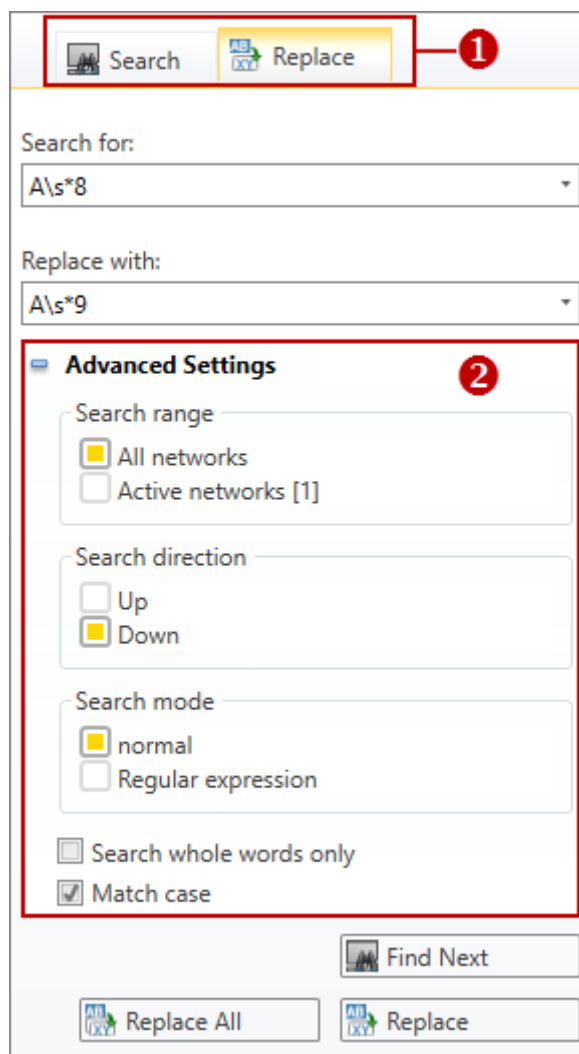 Search
Replace
1
Search for:
A\s*8
Replace with:
A\s*9
Advanced Settings
2
Search range
All networks
Active networks [1]
Search direction
Up
Down
Search mode
normal
Regular expression
Search whole words only
Match case
Find Next
Replace All
Replace